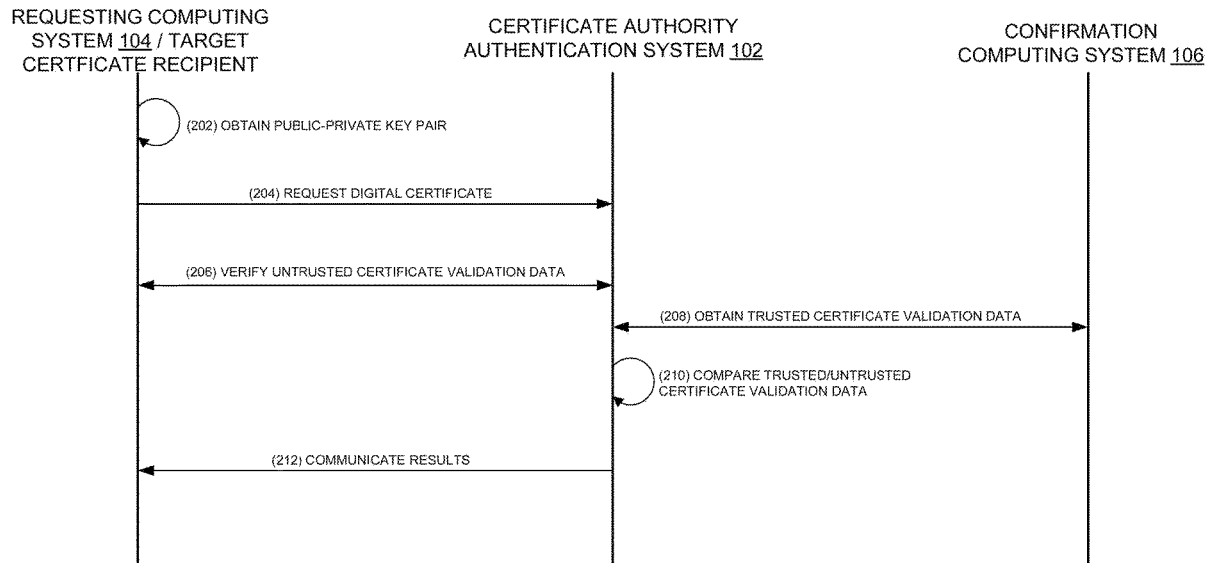 REQUESTING COMPUTING
SYSTEM 104 / TARGET
CERTFICATE RECIPIENT
CERTIFICATE AUTHORITY
AUTHENTICATION SYSTEM 102
CONFIRMATION
COMPUTING SYSTEM 106
(202) OBTAIN PUBLIC-PRIVATE KEY PAIR
(204) REQUEST DIGITAL CERTIFICATE
(206) VERIFY UNTRUSTED CERTIFICATE VALIDATION DATA
(208) OBTAIN TRUSTED CERTIFICATE VALIDATION DATA
(210) COMPARE TRUSTED/UNTRUSTED
CERTIFICATE VALIDATION DATA
(212) COMMUNICATE RESULTS